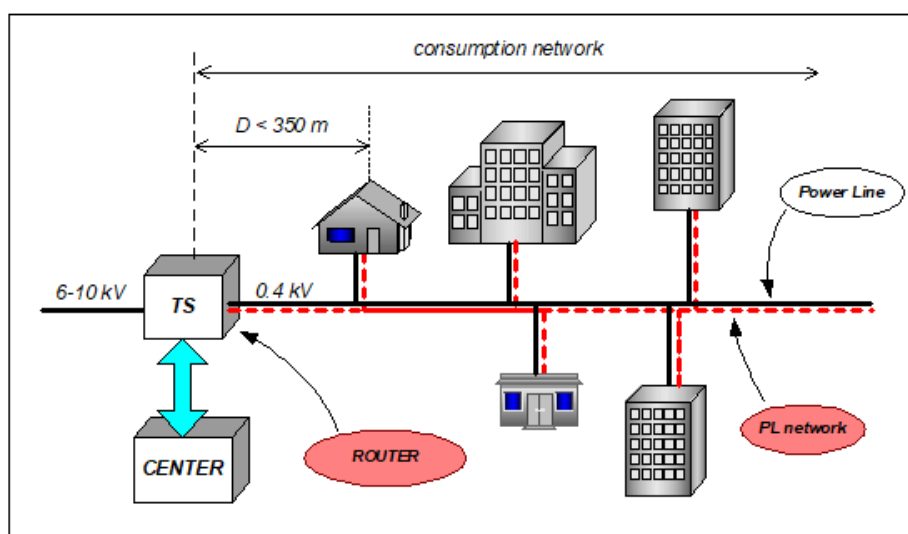 consumption network
D < 350 m
Power Line
6-10 kV
TS
0.4 kV
PL network
ROUTER
CENTER